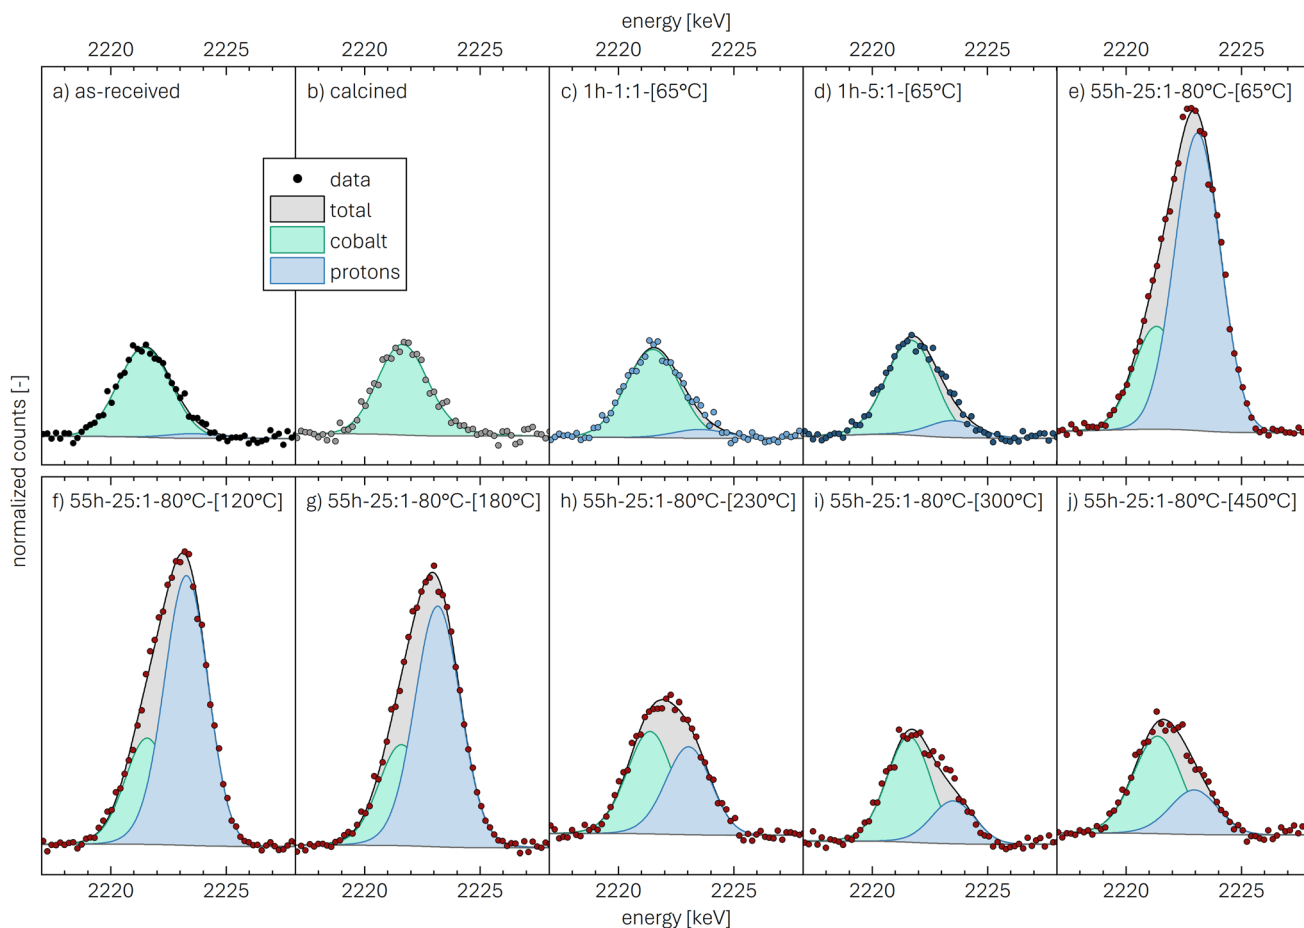 energy [keV]
2220 2225 2220 2225 2220 2225 2220 2225 2220 2225
a) as-received
b) calcined
c) 1h-1:1-[65°C]
d) 1h-5:1-[65°C]
e) 55h-25:1-80°C-[65°C]
data
total
cobalt
protons
normalized counts [-]
f) 55h-25:1-80°C-[120°C]
g) 55h-25:1-80°C-[180°C]
h) 55h-25:1-80°C-[230°C]
i) 55h-25:1-80°C-[300°C]
j) 55h-25:1-80°C-[450°C]
2220 2225 2220 2225 2220 2225 2220 2225 2220 2225
energy [keV]